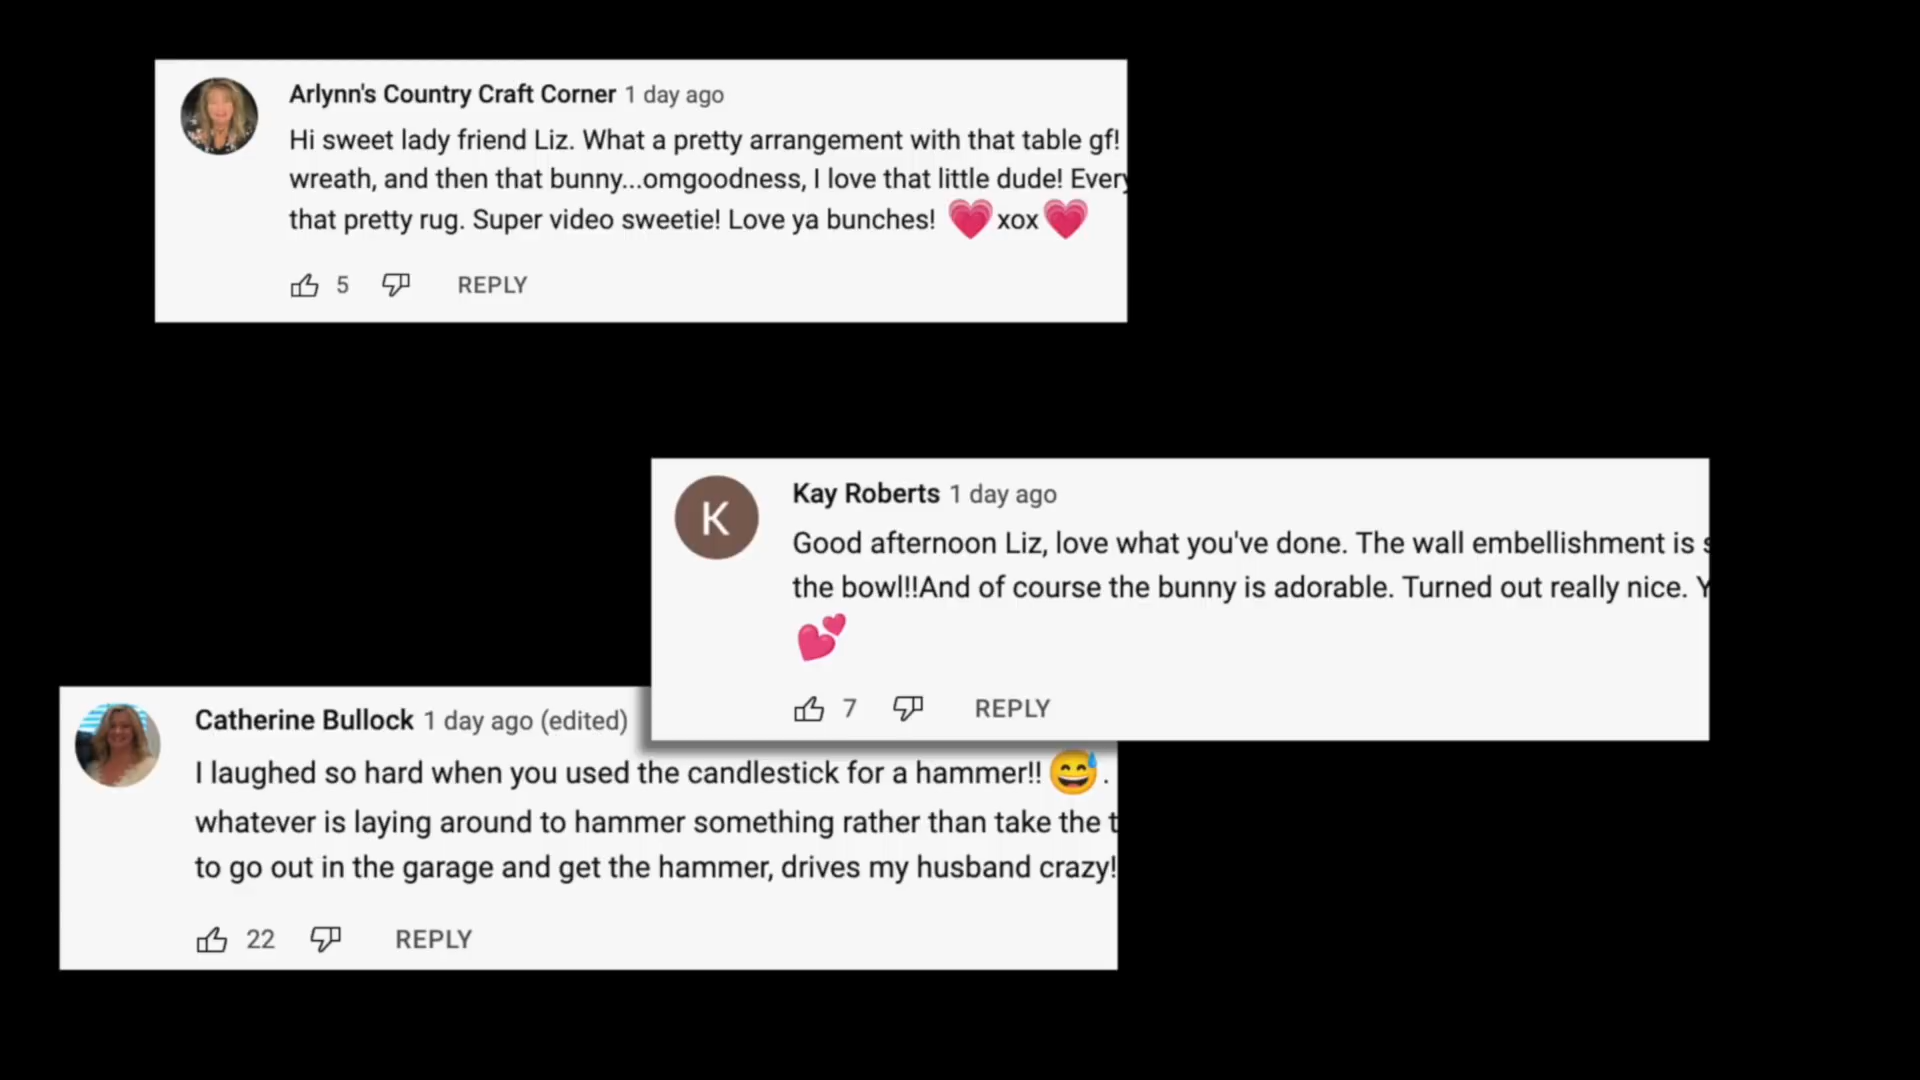 Arlynn's Country Craft Corner 1 day ago
Hi sweet lady friend Liz. What a pretty arrangement with that table gf!
wreath, and then that bunny...omgoodness, I love that little dude! Every
that pretty rug. Super video sweetie! Love ya bunches! 💗xox💗
5 REPLY
K
Kay Roberts 1 day ago
Good afternoon Liz, love what you've done. The wall embellishment is
the bowl!!And of course the bunny is adorable. Turned out really nice.
💕
7 REPLY
Catherine Bullock 1 day ago (edited)
I laughed so hard when you used the candlestick for a hammer!! 😅.
whatever is laying around to hammer something rather than take the
to go out in the garage and get the hammer, drives my husband crazy!
22 REPLY